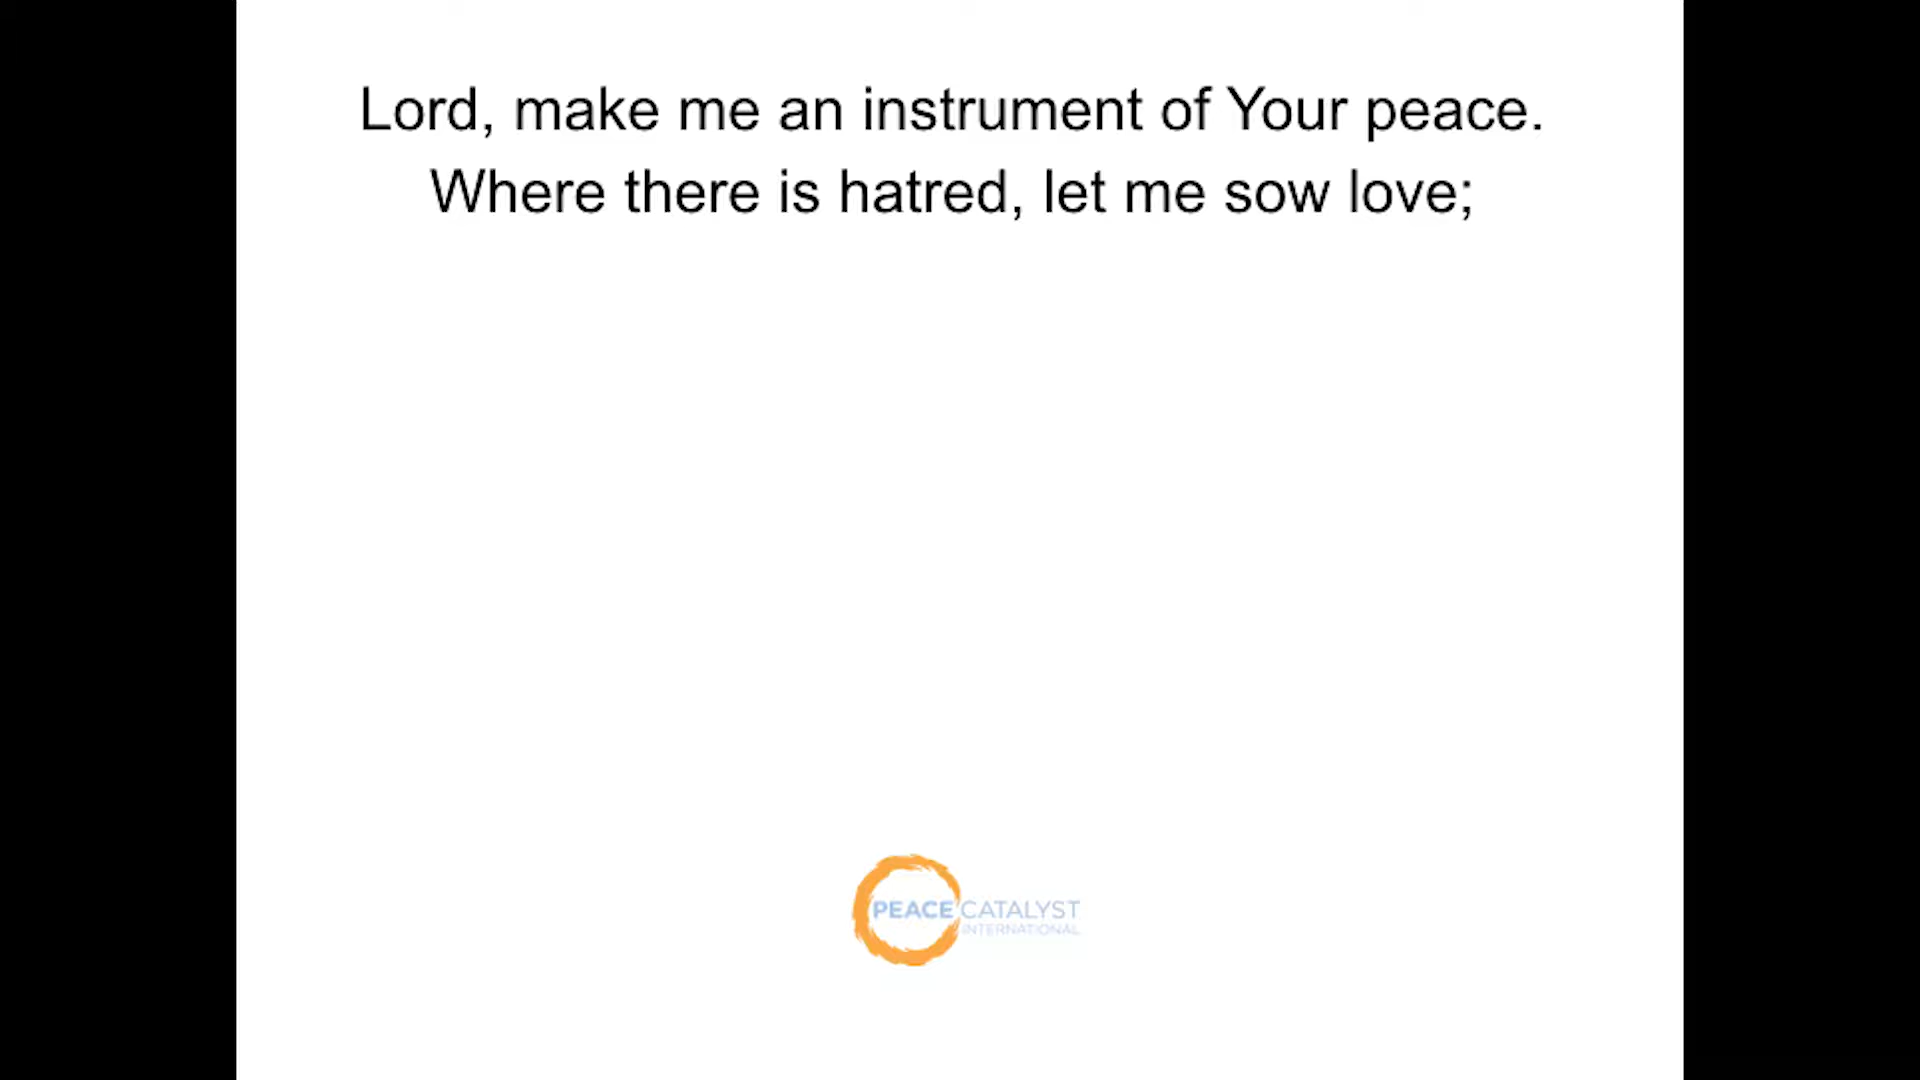 Lord, make me an instrument of Your peace.
Where there is hatred, let me sow love;
PEACE CATALYST
INTERNATIONAL